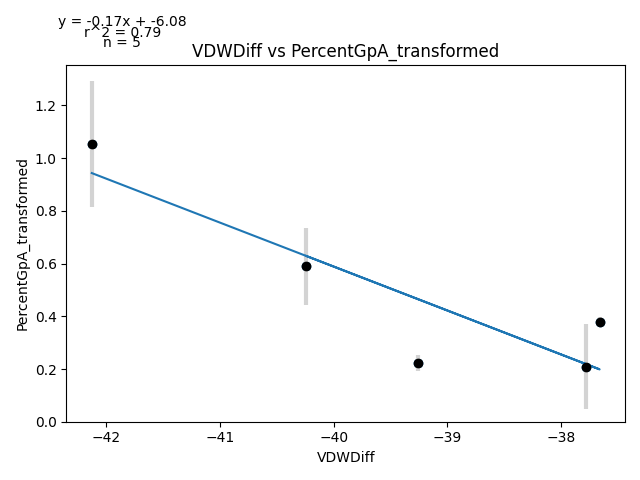 y = -0.17x + -6.08
r^2 = 0.79
n = 5
VDWDiff vs PercentGpA_transformed
PercentGpA_transformed
1.2
1.0
0.8
0.6
0.4
0.2
0.0
−42
−41
−40
−39
−38
VDWDiff